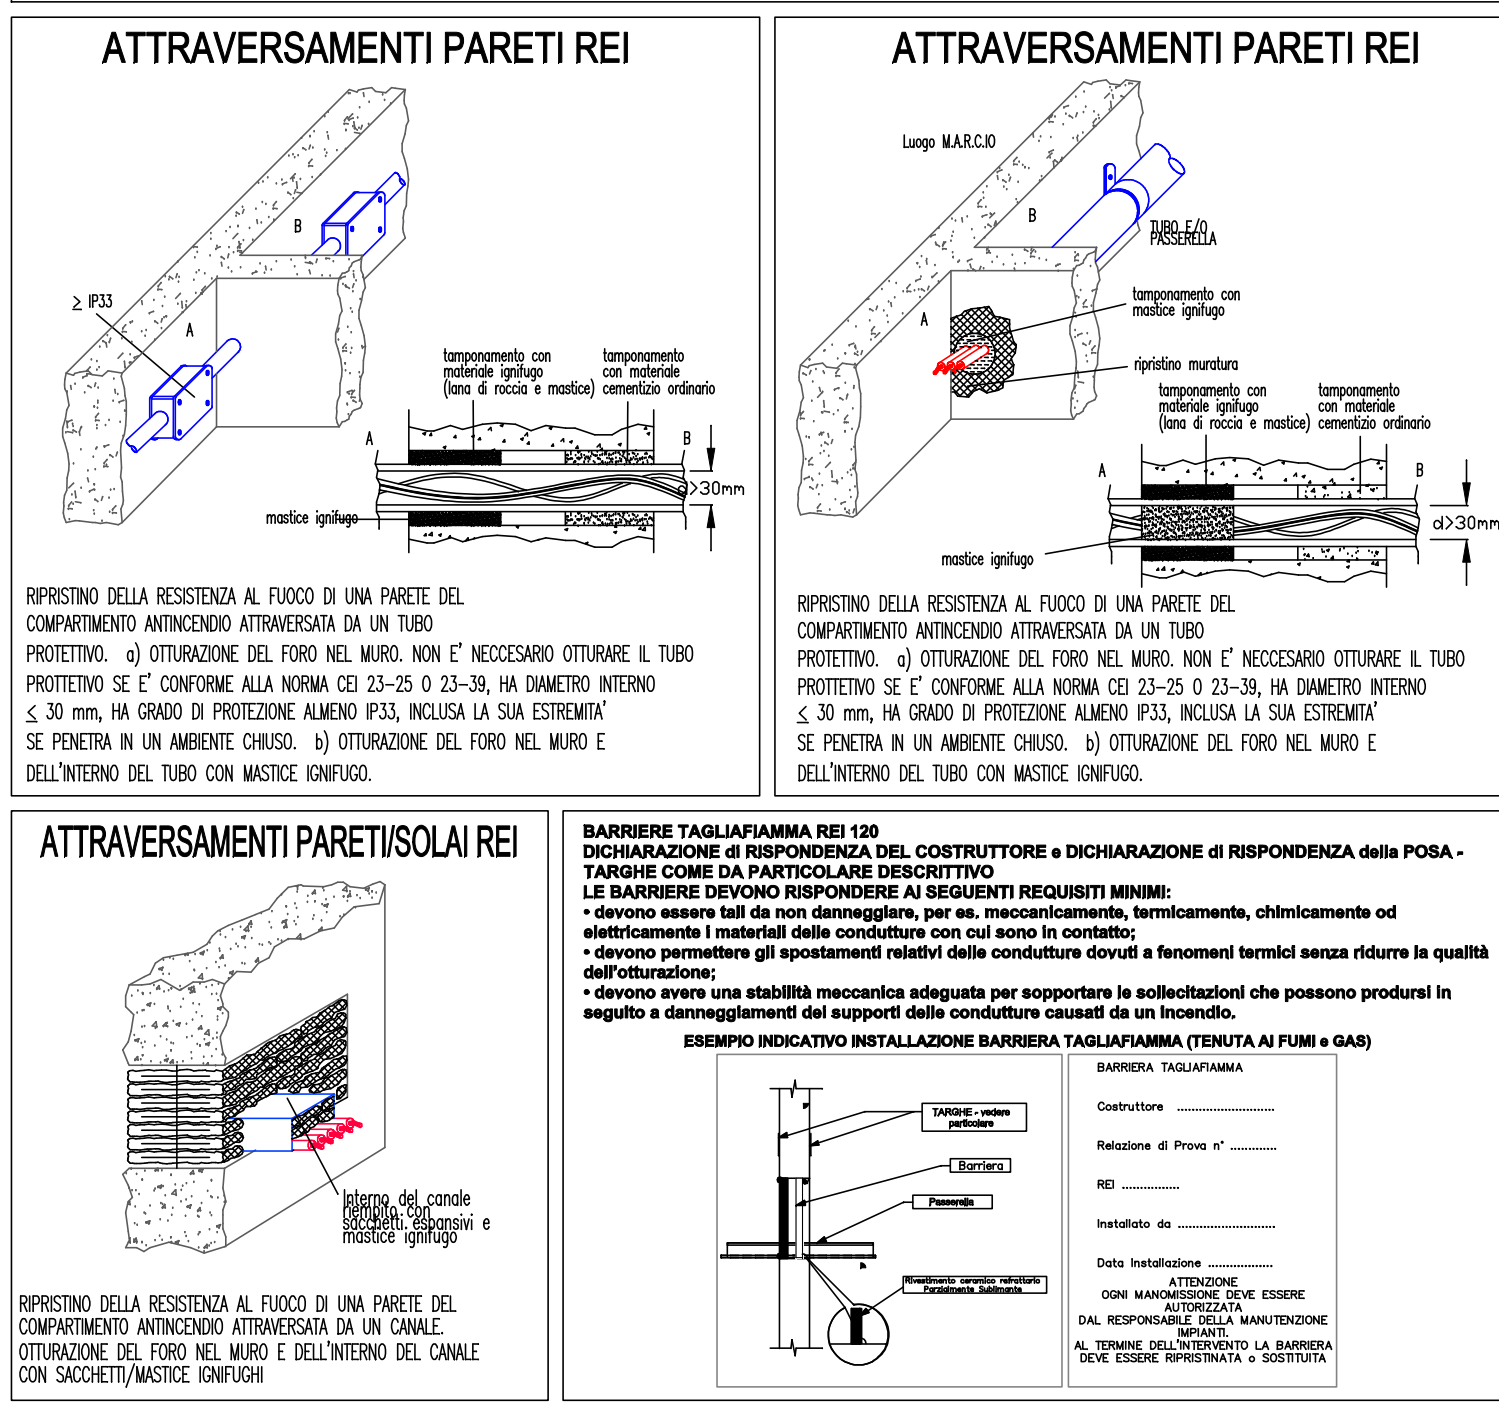 ATTRAVERSAMENTI PARETI REI
B
≥ IP33
A
tamponamento con
materiale ignifugo
(lana di roccia e mastice)
tamponamento
con materiale
cementizio ordinario
A
B
d>30mm
mastice ignifugo
RIPRISTINO DELLA RESISTENZA AL FUOCO DI UNA PARETE DEL
COMPARTIMENTO ANTINCENDIO ATTRAVERSATA DA UN TUBO
PROTETTIVO. a) OTTURAZIONE DEL FORO NEL MURO. NON E' NECCESARIO OTTURARE IL TUBO
PROTTETIVO SE E' CONFORME ALLA NORMA CEI 23-25 O 23-39, HA DIAMETRO INTERNO
≤ 30 mm, HA GRADO DI PROTEZIONE ALMENO IP33, INCLUSA LA SUA ESTREMITA'
SE PENETRA IN UN AMBIENTE CHIUSO. b) OTTURAZIONE DEL FORO NEL MURO E
DELL'INTERNO DEL TUBO CON MASTICE IGNIFUGO.
ATTRAVERSAMENTI PARETI REI
Luogo M.A.R.C.IO
B
TUBO E/O
PASSERELLA
tamponamento con
mastice ignifugo
A
ripristino muratura
tamponamento con
materiale ignifugo
(lana di roccia e mastice)
tamponamento
con materiale
cementizio ordinario
A
B
d>30mm
mastice ignifugo
RIPRISTINO DELLA RESISTENZA AL FUOCO DI UNA PARETE DEL
COMPARTIMENTO ANTINCENDIO ATTRAVERSATA DA UN TUBO
PROTETTIVO. a) OTTURAZIONE DEL FORO NEL MURO. NON E' NECCESARIO OTTURARE IL TUBO
PROTTETIVO SE E' CONFORME ALLA NORMA CEI 23-25 O 23-39, HA DIAMETRO INTERNO
≤ 30 mm, HA GRADO DI PROTEZIONE ALMENO IP33, INCLUSA LA SUA ESTREMITA'
SE PENETRA IN UN AMBIENTE CHIUSO. b) OTTURAZIONE DEL FORO NEL MURO E
DELL'INTERNO DEL TUBO CON MASTICE IGNIFUGO.
ATTRAVERSAMENTI PARETI/SOLAI REI
Interno del canale
riempito con
sacchetti espansivi e
mastice ignifugo
RIPRISTINO DELLA RESISTENZA AL FUOCO DI UNA PARETE DEL
COMPARTIMENTO ANTINCENDIO ATTRAVERSATA DA UN CANALE.
OTTURAZIONE DEL FORO NEL MURO E DELL'INTERNO DEL CANALE
CON SACCHETTI/MASTICE IGNIFUGHI
BARRIERE TAGLIAFIAMMA REI 120
DICHIARAZIONE di RISPONDENZA DEL COSTRUTTORE e DICHIARAZIONE di RISPONDENZA della POSA -
TARGHE COME DA PARTICOLARE DESCRITTIVO
LE BARRIERE DEVONO RISPONDERE AI SEGUENTI REQUISITI MINIMI:
• devono essere tali da non danneggiare, per es. meccanicamente, termicamente, chimicamente od
elettricamente i materiali delle condutture con cui sono in contatto;
• devono permettere gli spostamenti relativi delle condutture dovuti a fenomeni termici senza ridurre la qualità
dell'otturazione;
• devono avere una stabilità meccanica adeguata per sopportare le sollecitazioni che possono prodursi in
seguito a danneggiamenti dei supporti delle condutture causati da un incendio.
ESEMPIO INDICATIVO INSTALLAZIONE BARRIERA TAGLIAFIAMMA (TENUTA AI FUMI e GAS)
TARGHE - vedere
particolare
Barriera
Passerella
Rivestimento ceramico refrattario
Parzialmente Sublimante
BARRIERA TAGLIAFIAMMA
Costruttore ...........................
Relazione di Prova n° .............
REI ................
Installato da ...........................
Data Installazione ..................
ATTENZIONE
OGNI MANOMISSIONE DEVE ESSERE
AUTORIZZATA
DAL RESPONSABILE DELLA MANUTENZIONE
IMPIANTI.
AL TERMINE DELL'INTERVENTO LA BARRIERA
DEVE ESSERE RIPRISTINATA o SOSTITUITA